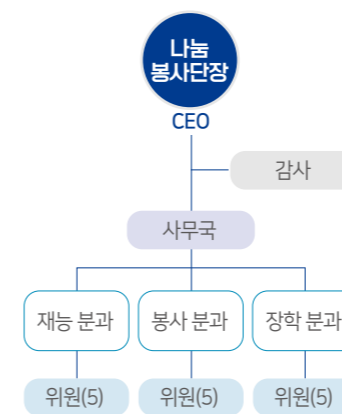 나눔
봉사단장
CEO
감사
사무국
재능 분과
봉사 분과
장학 분과
위원(5)
위원(5)
위원(5)